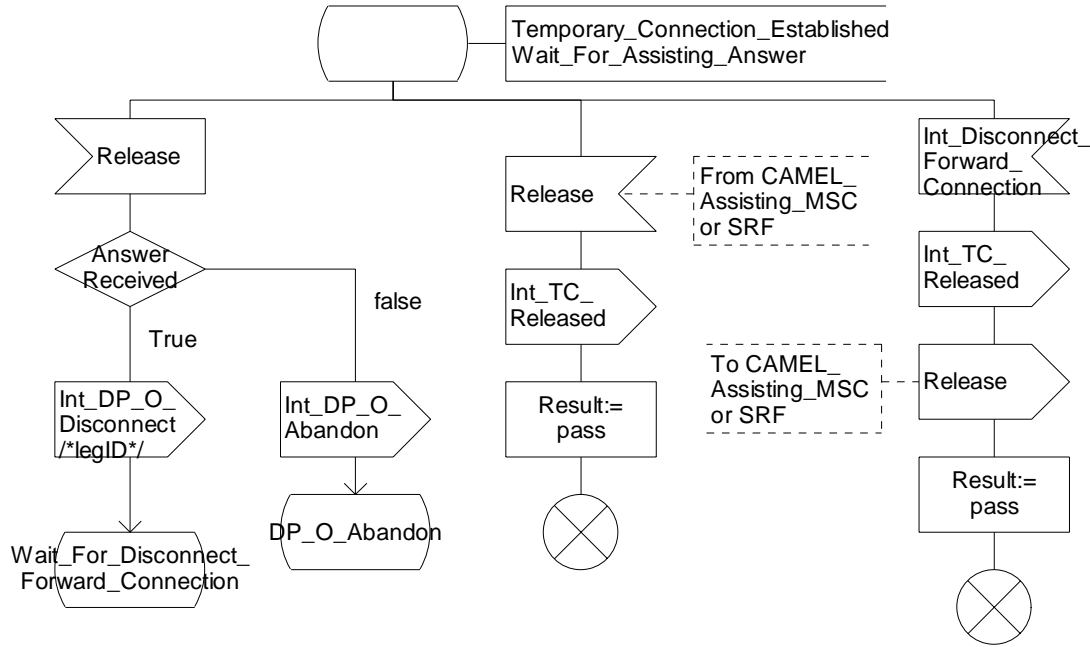 Temporary_Connection_Established
Wait_For_Assisting_Answer
Release
Answer
Received
True
false
Int_DP_O_
Disconnect
/*legID*/
Int_DP_O_
Abandon
Wait_For_Disconnect_
Forward_Connection
DP_O_Abandon
Release
From CAMEL_
Assisting_MSC
or SRF
Int_TC_
Released
Result:=
pass
Int_Disconnect_
Forward_
Connection
Int_TC_
Released
To CAMEL_
Assisting_MSC
or SRF
Release
Result:=
pass